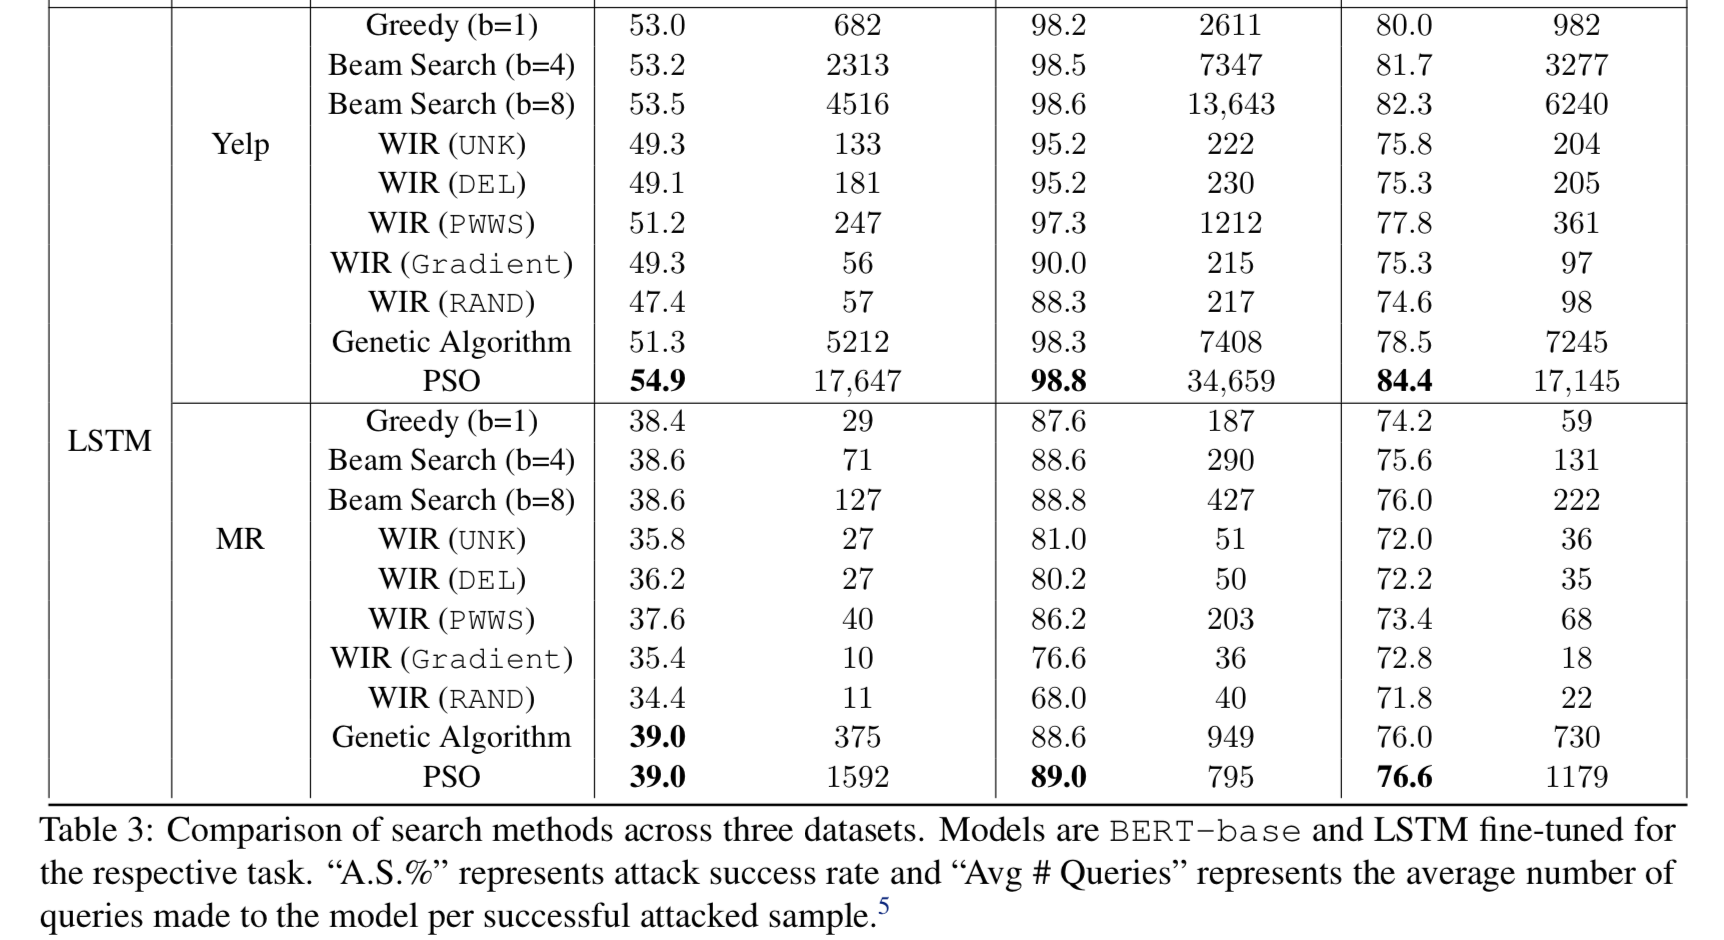 Greedy (b=1) 53.0 682 98.2 2611 80.0 982
Beam Search (b=4) 53.2 2313 98.5 7347 81.7 3277
Beam Search (b=8) 53.5 4516 98.6 13,643 82.3 6240
Yelp WIR (UNK) 49.3 133 95.2 222 75.8 204
WIR (DEL) 49.1 181 95.2 230 75.3 205
WIR (PWWS) 51.2 247 97.3 1212 77.8 361
WIR (Gradient) 49.3 56 90.0 215 75.3 97
WIR (RAND) 47.4 57 88.3 217 74.6 98
Genetic Algorithm 51.3 5212 98.3 7408 78.5 7245
PSO 54.9 17,647 98.8 34,659 84.4 17,145
Greedy (b=1) 38.4 29 87.6 187 74.2 59
LSTM
Beam Search (b=4) 38.6 71 88.6 290 75.6 131
Beam Search (b=8) 38.6 127 88.8 427 76.0 222
MR WIR (UNK) 35.8 27 81.0 51 72.0 36
WIR (DEL) 36.2 27 80.2 50 72.2 35
WIR (PWWS) 37.6 40 86.2 203 73.4 68
WIR (Gradient) 35.4 10 76.6 36 72.8 18
WIR (RAND) 34.4 11 68.0 40 71.8 22
Genetic Algorithm 39.0 375 88.6 949 76.0 730
PSO 39.0 1592 89.0 795 76.6 1179
Table 3: Comparison of search methods across three datasets. Models are BERT-base and LSTM fine-tuned for
the respective task. “A.S.%” represents attack success rate and “Avg # Queries” represents the average number of
queries made to the model per successful attacked sample.5